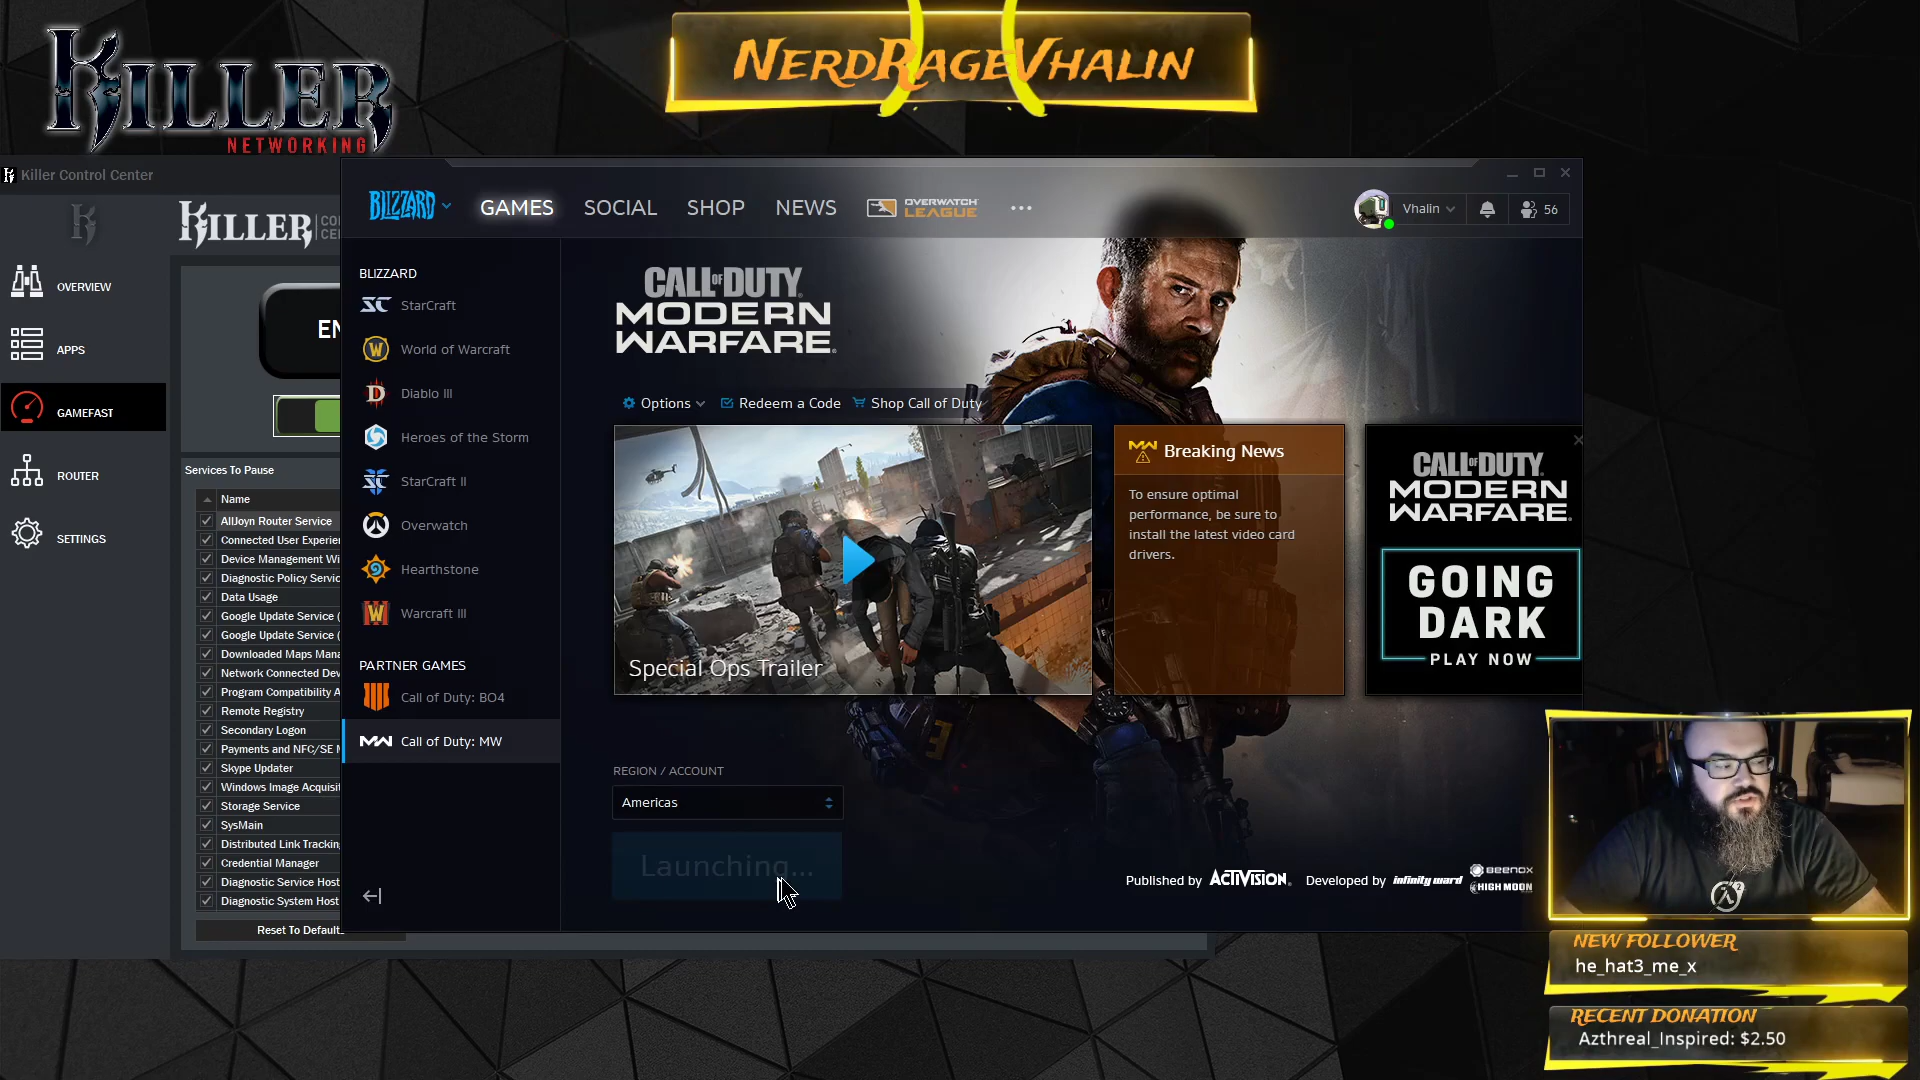 KILLER
NETWORKING
NERDRAGEVHALIN
Killer Control Center
KILLER
OVERVIEW
APPS
GAMEFAST
ROUTER
SETTINGS
Services To Pause
Name
AllJoyn Router Service
Connected User Experien
Device Management Wi
Diagnostic Policy Servic
Data Usage
Google Update Service (
Google Update Service (
Downloaded Maps Mana
Network Connected Dev
Program Compatibility A
Remote Registry
Secondary Logon
Payments and NFC/SE M
Skype Updater
Windows Image Acquisit
Storage Service
SysMain
Distributed Link Trackin
Credential Manager
Diagnostic Service Host
Diagnostic System Host
Reset To Default
BLIZZARD
GAMES
SOCIAL
SHOP
NEWS
OVERWATCH
LEAGUE
Vhalin
56
BLIZZARD
StarCraft
World of Warcraft
Diablo III
Heroes of the Storm
StarCraft II
Overwatch
Hearthstone
Warcraft III
PARTNER GAMES
Call of Duty: BO4
Call of Duty: MW
CALL OF DUTY
MODERN
WARFARE.
Options
Redeem a Code
Shop Call of Duty
Special Ops Trailer
Breaking News
To ensure optimal
performance, be sure to
install the latest video card
drivers.
CALL OF DUTY
MODERN
WARFARE.
GOING
DARK
PLAY NOW
REGION / ACCOUNT
Americas
Launching...
Published by ACTIVISION. Developed by infinity ward
BEENOX
HIGH MOON
NEW FOLLOWER
he_hat3_me_x
RECENT DONATION
Azthreal_Inspired: $2.50